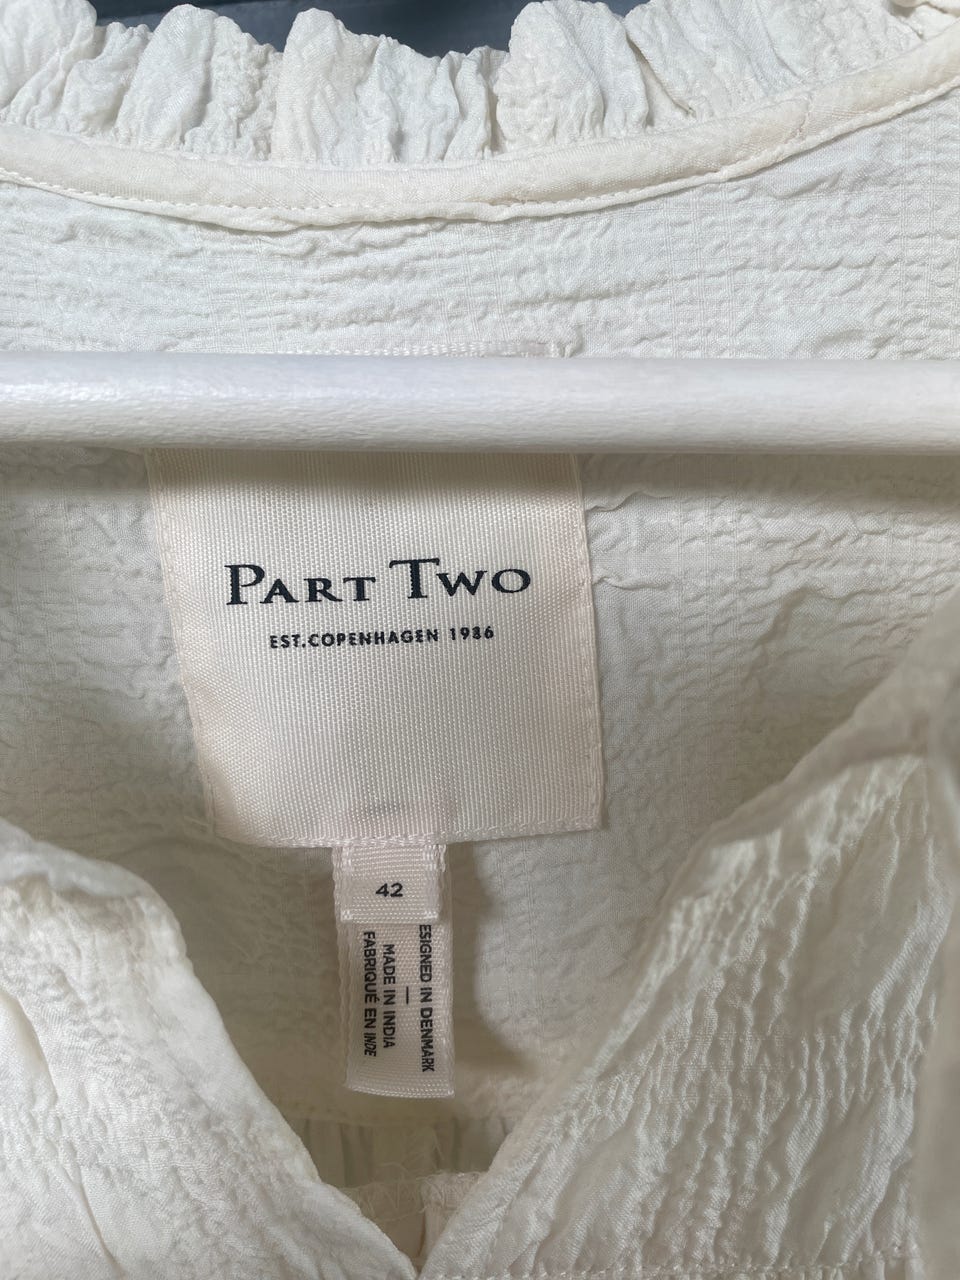 PART TWO
EST. COPENHAGEN 1986
42
ESIGNED IN DENMARK
—
MADE IN INDIA
FABRIQUÉ EN INDE